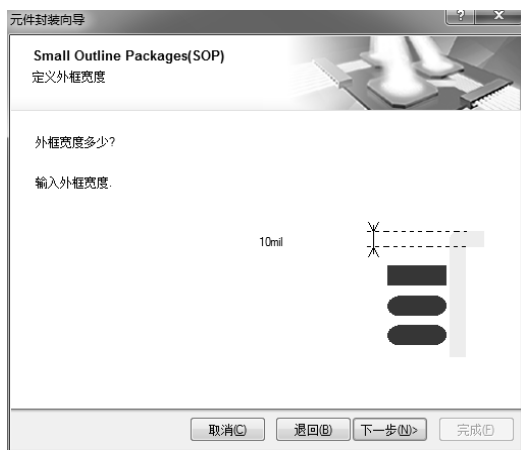 元件封装向导
? X
Small Outline Packages(SOP)
定义外框宽度
外框宽度多少?
输入外框宽度.
10mil
取消(C) 退回(B) 下一步(N)> 完成(F)